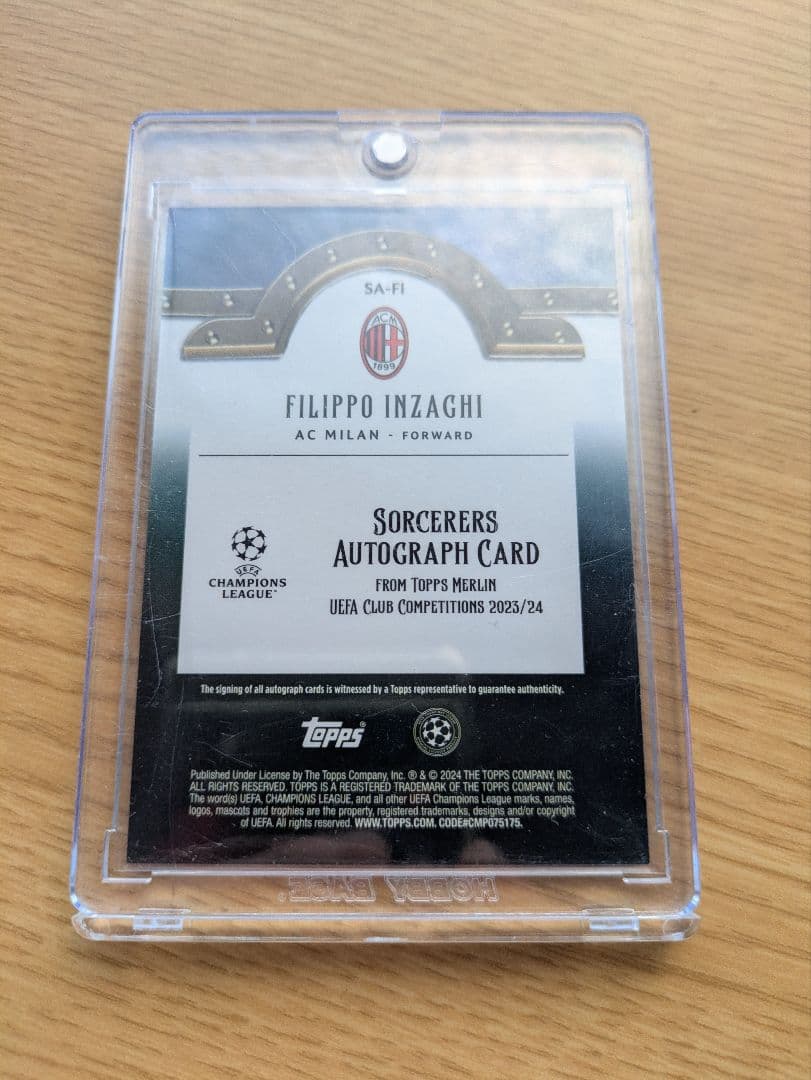 SA-FI
ACM
1899
FILIPPO INZAGHI
AC MILAN - FORWARD
SORCERERS
AUTOGRAPH CARD
FROM TOPPS MERLIN
UEFA CLUB COMPETITIONS 2023/24
UEFA
CHAMPIONS
LEAGUE
The signing of all autograph cards is witnessed by a Topps representative to guarantee authenticity.
topps®
Published Under License by The Topps Company, Inc. ® & © 2024 THE TOPPS COMPANY, INC.
ALL RIGHTS RESERVED. TOPPS IS A REGISTERED TRADEMARK OF THE TOPPS COMPANY, INC.
The word(s) UEFA, CHAMPIONS LEAGUE, and all other UEFA Champions League marks, names,
logos, mascots and trophies are the property, registered trademarks, designs and/or copyright
of UEFA. All rights reserved. WWW.TOPPS.COM. CODE#CMP075175.
HOBBY BASE